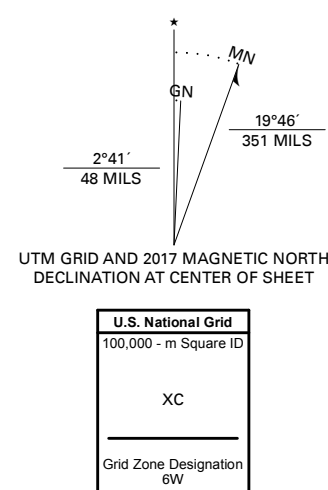 ★
MN
GN
19°46´
351 MILS
2°41´
48 MILS
UTM GRID AND 2017 MAGNETIC NORTH
DECLINATION AT CENTER OF SHEET
U.S. National Grid
100,000 - m Square ID
XC
Grid Zone Designation
6W